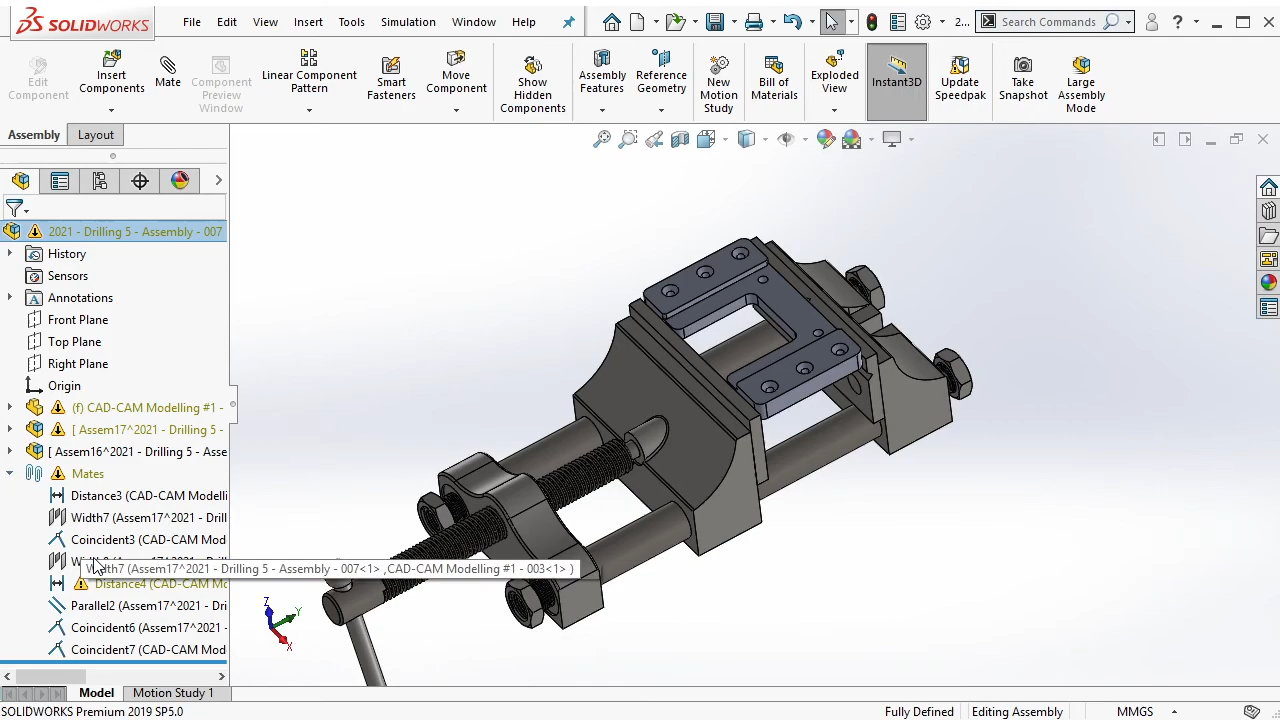 SOLIDWORKS
File Edit View Insert Tools Simulation Window Help
2... Search Commands ?
Edit Component
Insert Components
Mate
Component Preview Window
Linear Component Pattern
Smart Fasteners
Move Component
Show Hidden Components
Assembly Features
Reference Geometry
New Motion Study
Bill of Materials
Exploded View
Instant3D
Update Speedpak
Take Snapshot
Large Assembly Mode
Assembly Layout
2021 - Drilling 5 - Assembly - 007
History
Sensors
Annotations
Front Plane
Top Plane
Right Plane
Origin
(f) CAD-CAM Modelling #1 -
[ Assem17^2021 - Drilling 5 -
[ Assem16^2021 - Drilling 5 - Asse
Mates
Distance3 (CAD-CAM Modelli
Width7 (Assem17^2021 - Drill
Coincident3 (CAD-CAM Mod
Width7 (Assem17^2021 - Drilling 5 - Assembly - 007<1> ,CAD-CAM Modelling #1 - 003<1> )
Distance4 (CAD-CAM Mo
Parallel2 (Assem17^2021 - Dri
Coincident6 (Assem17^2021 -
Coincident7 (CAD-CAM Mod
Z
Y
X
Model Motion Study 1
SOLIDWORKS Premium 2019 SP5.0 Fully Defined Editing Assembly MMGS